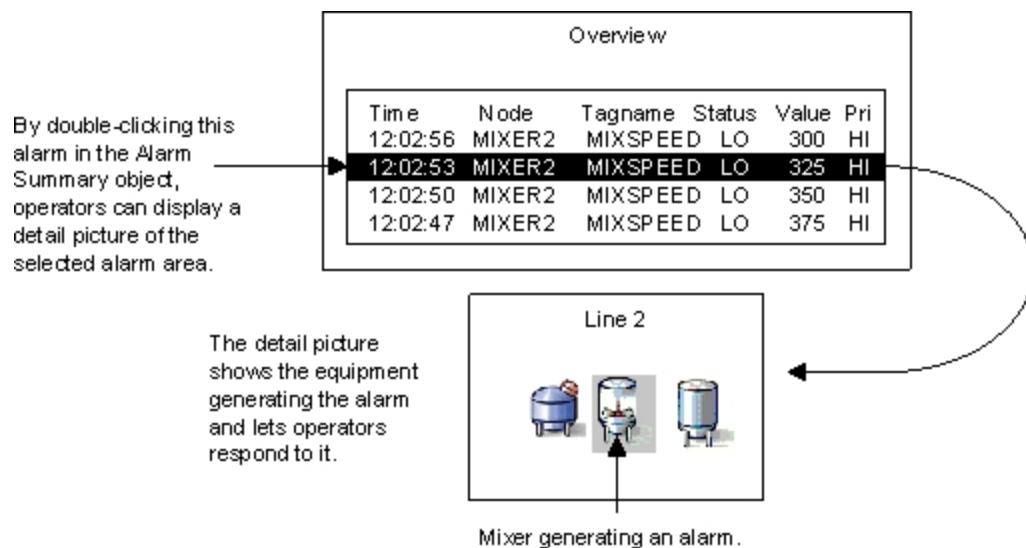 Overview
Time Node Tagname Status Value Pri
12:02:56 MIXER2 MIXSPEED LO 300 HI
12:02:53 MIXER2 MIXSPEED LO 325 HI
12:02:50 MIXER2 MIXSPEED LO 350 HI
12:02:47 MIXER2 MIXSPEED LO 375 HI
By double-clicking this
alarm in the Alarm
Summary object,
operators can display a
detail picture of the
selected alarm area.
Line 2
The detail picture
shows the equipment
generating the alarm
and lets operators
respond to it.
Mixer generating an alarm.